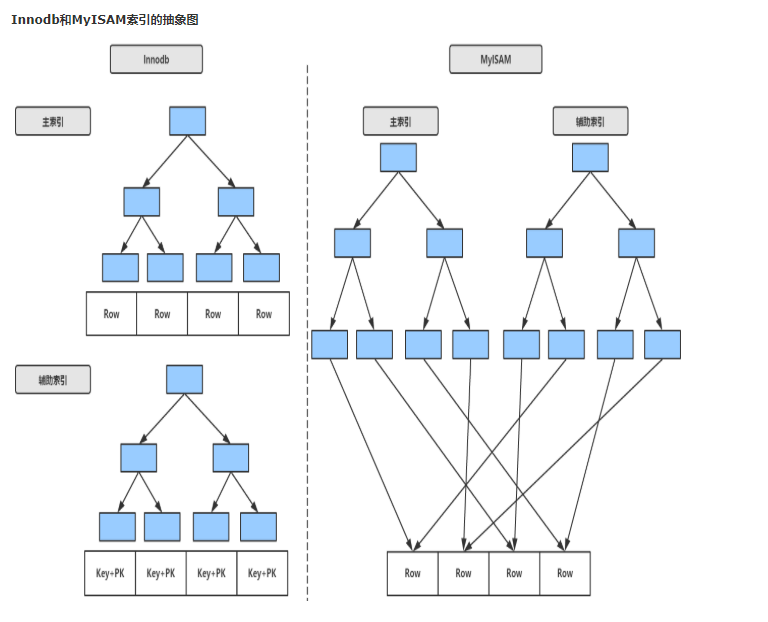 Innodb和MyISAM索引的抽象图
Innodb
MyISAM
主索引
主索引
辅助索引
Row Row Row Row
辅助索引
Key+PK Key+PK Key+PK Key+PK
Row Row Row Row